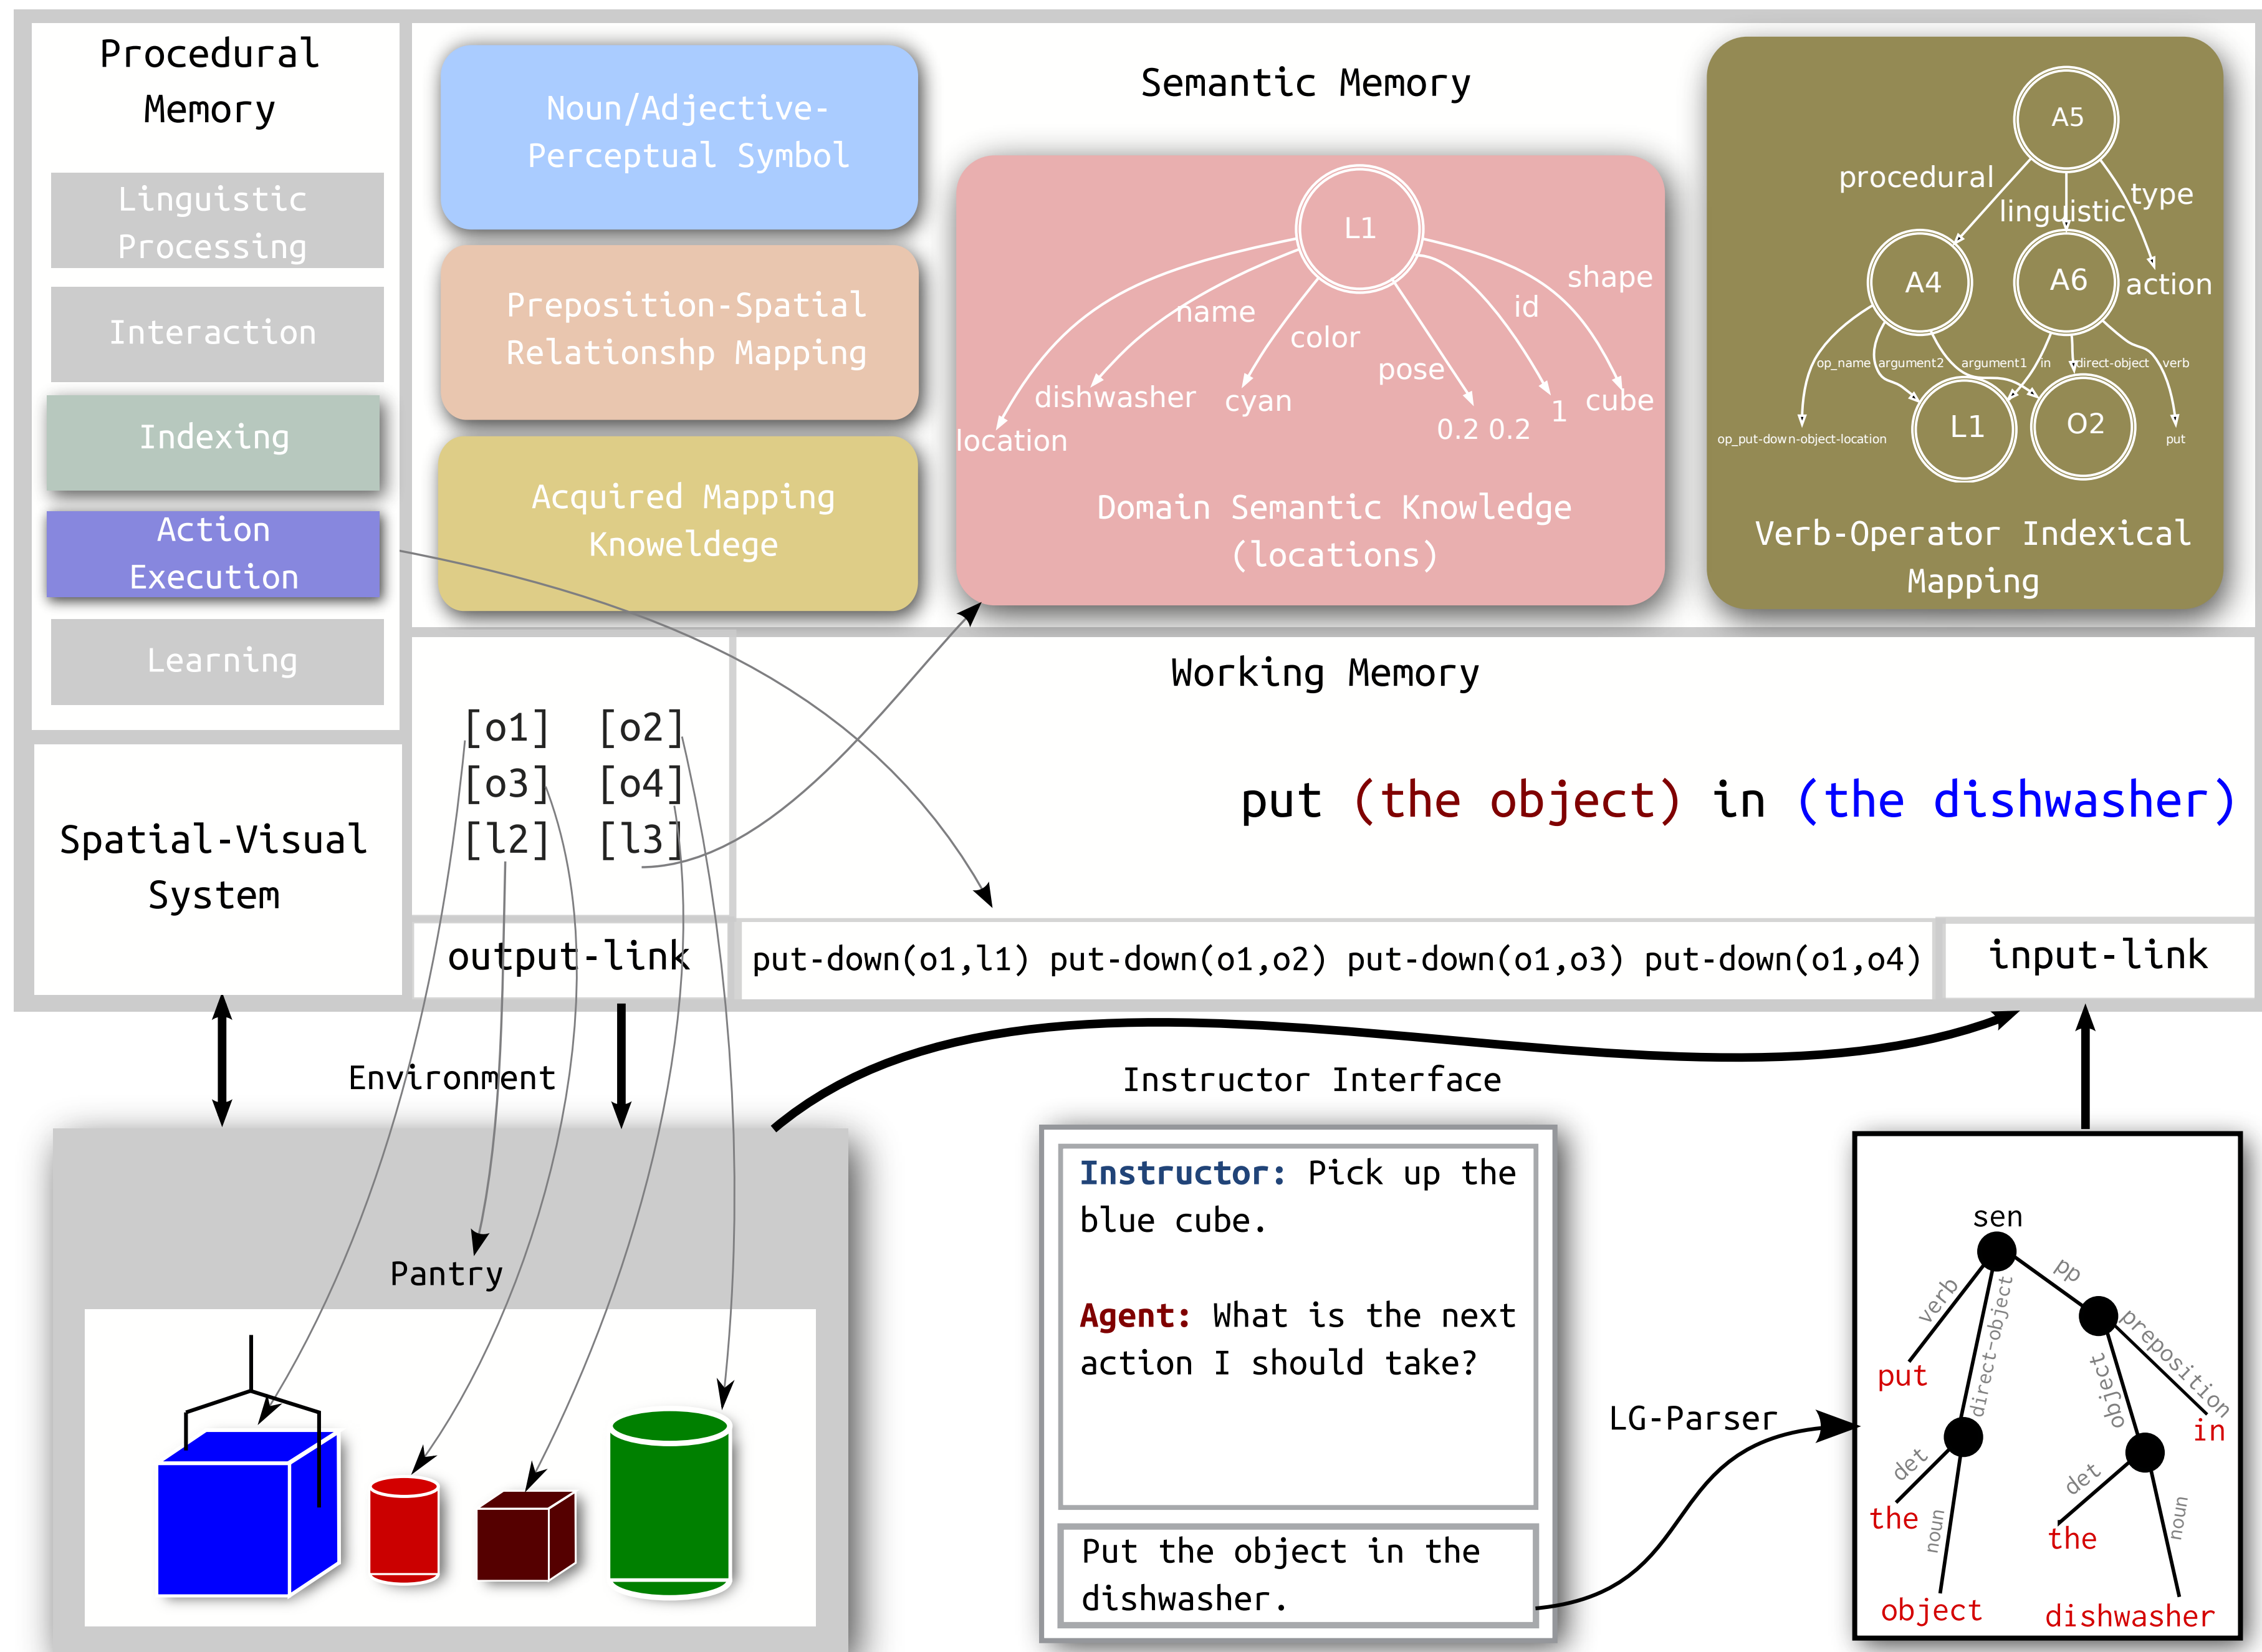 Procedural
Memory
Linguistic
Processing
Interaction
Indexing
Action
Execution
Learning
Spatial-Visual
System
Noun/Adjective-
Perceptual Symbol
Preposition-Spatial
Relationshp Mapping
Acquired Mapping
Knoweldege
Semantic Memory
L1
shape
name
id
color
pose
dishwasher
cyan
0.2 0.2
1
cube
location
Domain Semantic Knowledge
(locations)
A5
procedural
linguistic
type
A4
A6
action
op_name
argument2
argument1
in
direct-object
verb
op_put-down-object-location
L1
O2
put
Verb-Operator Indexical
Mapping
[o1] [o2]
[o3] [o4]
[l2] [l3]
Working Memory
put (the object) in (the dishwasher)
output-link
put-down(o1,l1) put-down(o1,o2) put-down(o1,o3) put-down(o1,o4)
input-link
Environment
Pantry
Instructor Interface
Instructor: Pick up the
blue cube.
Agent: What is the next
action I should take?
Put the object in the
dishwasher.
LG-Parser
sen
verb
direct-object
pp
preposition
object
put
in
det
noun
det
noun
the
the
object
dishwasher